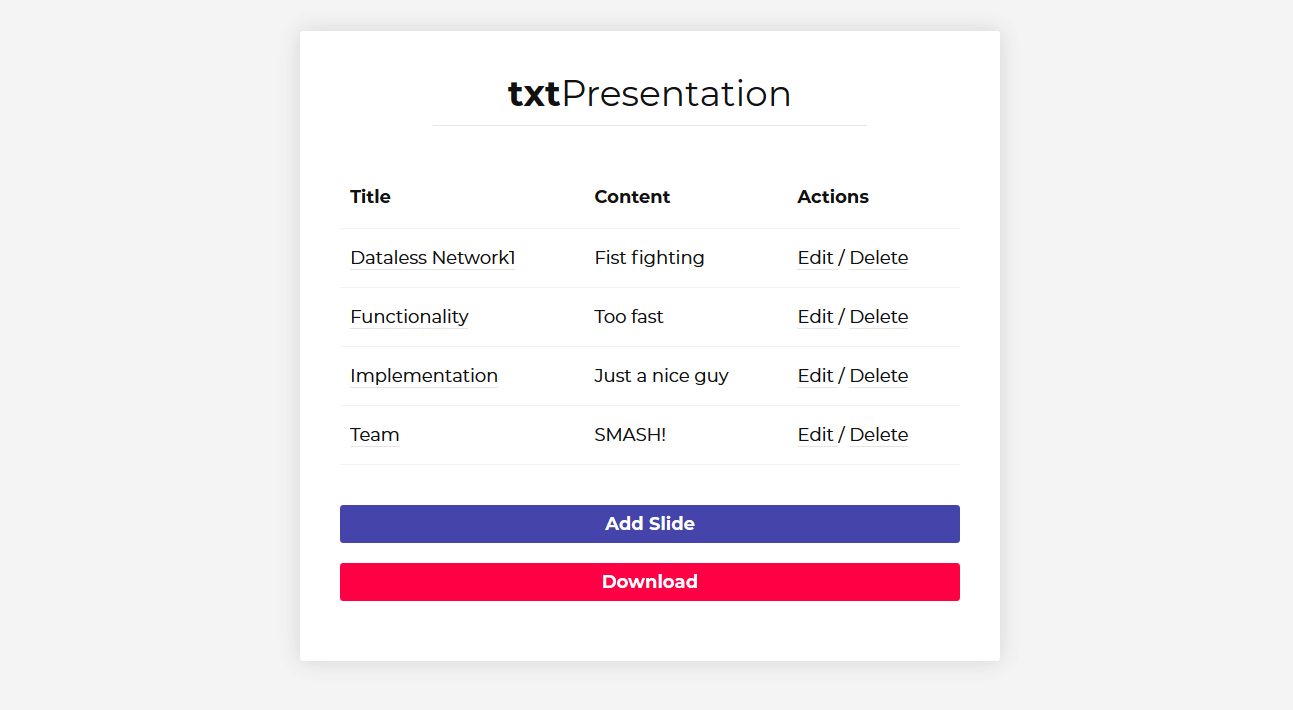 txtPresentation
Title Content Actions
Dataless Network1 Fist fighting Edit / Delete
Functionality Too fast Edit / Delete
Implementation Just a nice guy Edit / Delete
Team SMASH! Edit / Delete
Add Slide
Download